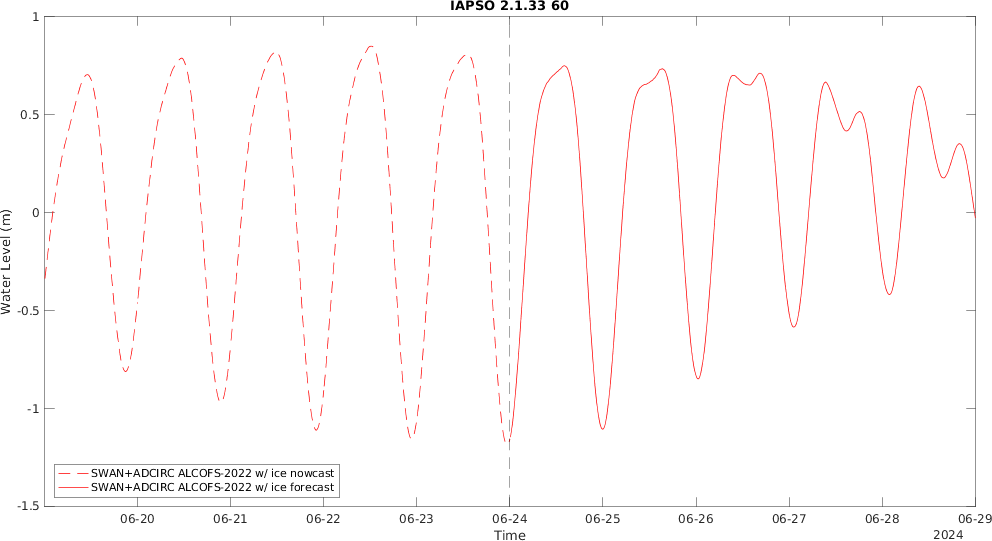 IAPSO 2.1.33 60
1
0.5
0
-0.5
-1
-1.5
Water Level (m)
SWAN+ADCIRC ALCOFS-2022 w/ ice nowcast
SWAN+ADCIRC ALCOFS-2022 w/ ice forecast
06-20 06-21 06-22 06-23 06-24 06-25 06-26 06-27 06-28 06-29
Time
2024